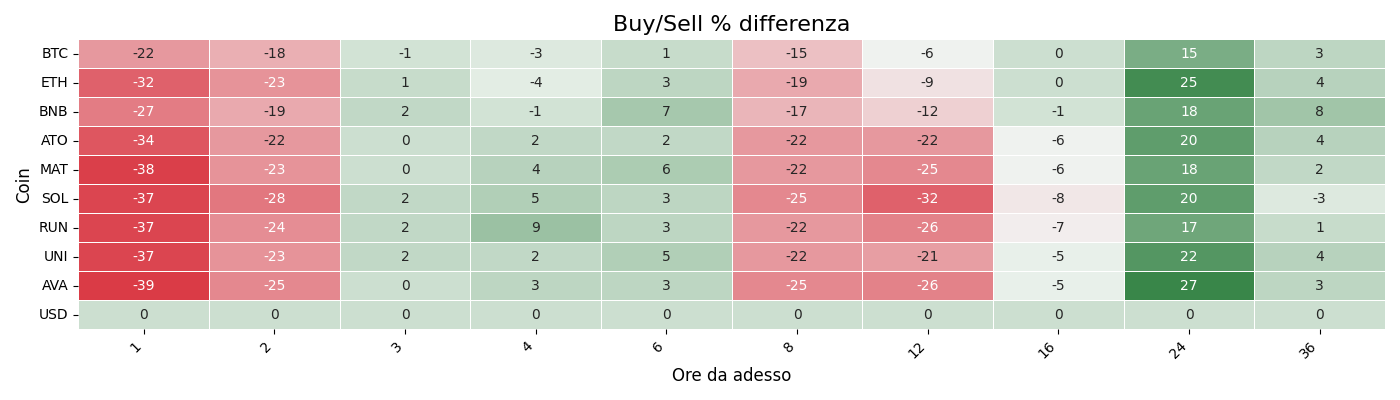 Buy/Sell % differenza
Coin
BTC -22 -18 -1 -3 1 -15 -6 0 15 3
ETH -32 -23 1 -4 3 -19 -9 0 25 4
BNB -27 -19 2 -1 7 -17 -12 -1 18 8
ATO -34 -22 0 2 2 -22 -22 -6 20 4
MAT -38 -23 0 4 6 -22 -25 -6 18 2
SOL -37 -28 2 5 3 -25 -32 -8 20 -3
RUN -37 -24 2 9 3 -22 -26 -7 17 1
UNI -37 -23 2 2 5 -22 -21 -5 22 4
AVA -39 -25 0 3 3 -25 -26 -5 27 3
USD 0 0 0 0 0 0 0 0 0 0
1 2 3 4 6 8 12 16 24 36
Ore da adesso